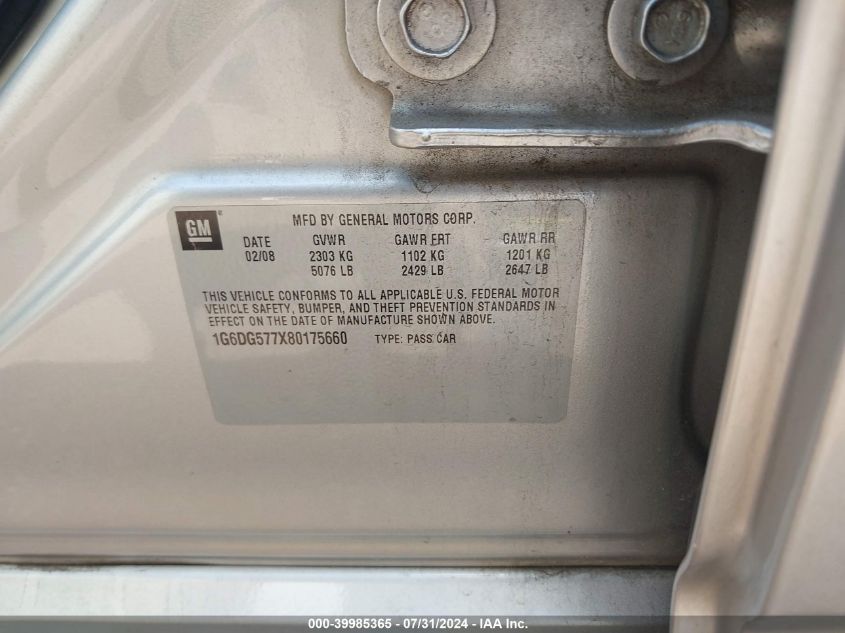 GM
MFD BY GENERAL MOTORS CORP.
DATE GVWR GAWR FRT GAWR RR
02/08 2303 KG 1102 KG 1201 KG
5076 LB 2429 LB 2647 LB
THIS VEHICLE CONFORMS TO ALL APPLICABLE U.S. FEDERAL MOTOR
VEHICLE SAFETY, BUMPER, AND THEFT PREVENTION STANDARDS IN
EFFECT ON THE DATE OF MANUFACTURE SHOWN ABOVE.
1G6DG577X80175660 TYPE: PASS CAR
000-39985365 / 07/31/2024 - IAA Inc.